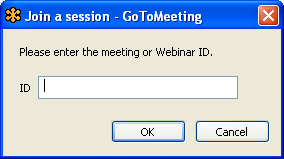 Join a session - GoToMeeting
Please enter the meeting or Webinar ID.
ID
OK
Cancel